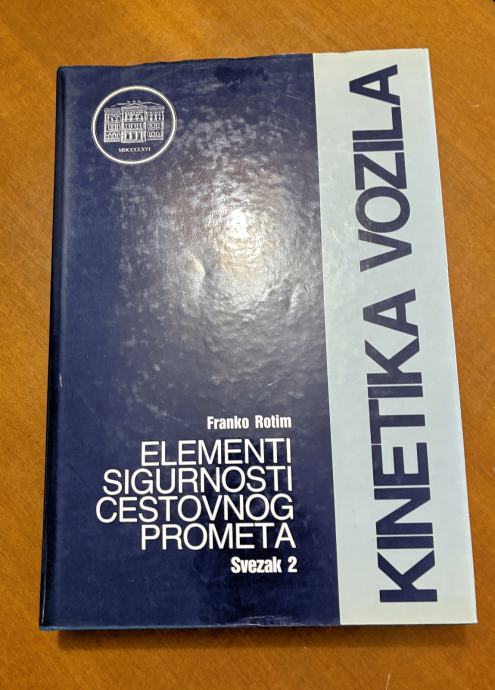 MDCCCLXVI
Franko Rotim
ELEMENTI
SIGURNOSTI
CESTOVNOG
PROMETA
Svezak 2
KINETIKA VOZILA